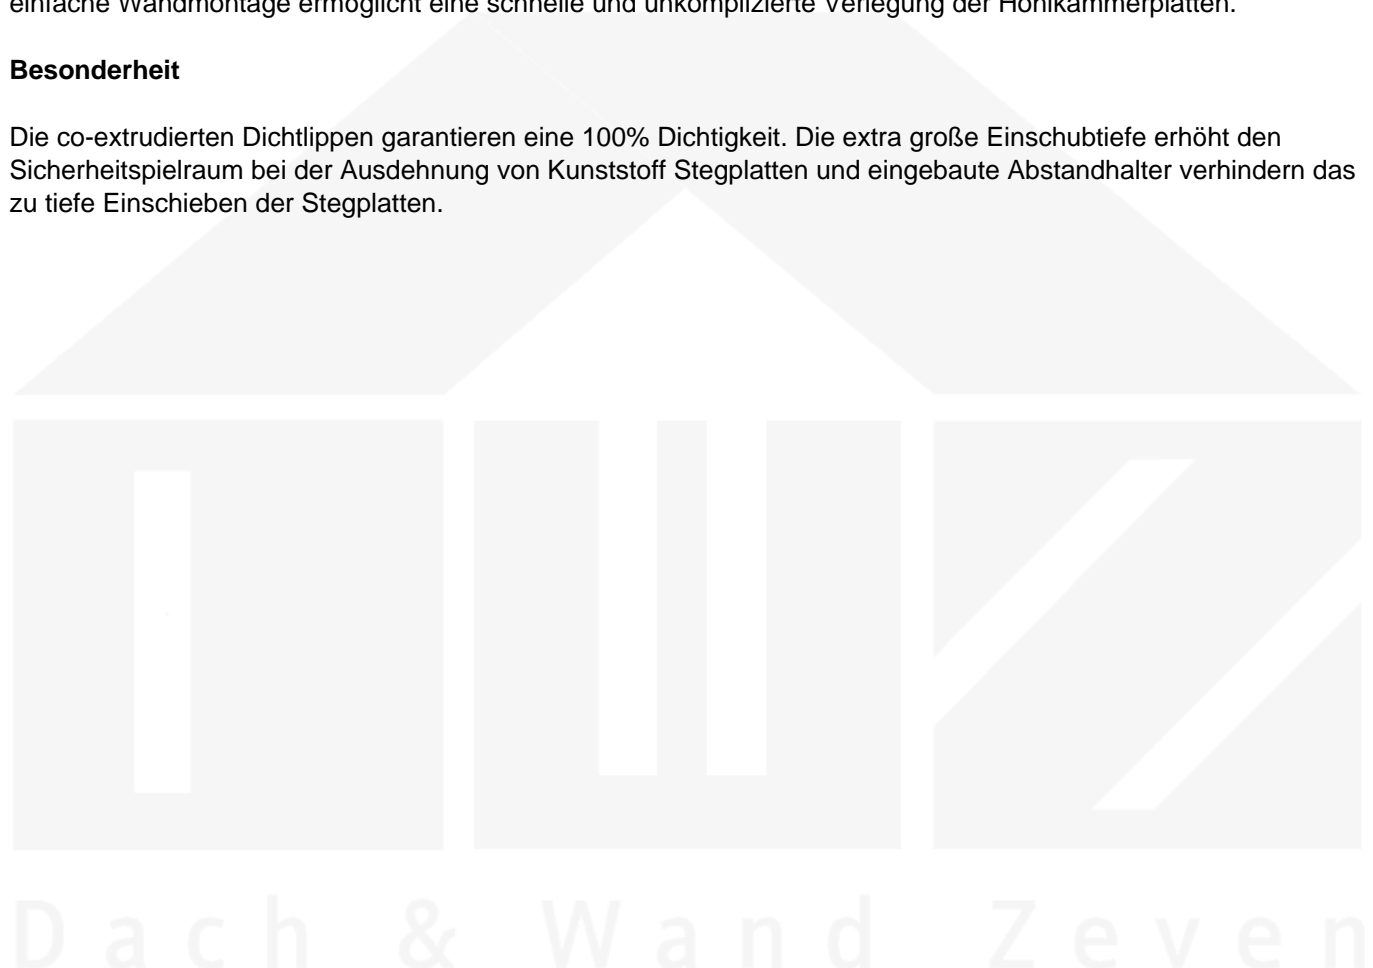 einfache Wandmontage ermöglicht eine schnelle und unkomplizierte Verlegung der Hohlkammerplatten.
Besonderheit
Die co-extrudierten Dichtlippen garantieren eine 100% Dichtigkeit. Die extra große Einschubtiefe erhöht den
Sicherheitspielraum bei der Ausdehnung von Kunststoff Stegplatten und eingebaute Abstandhalter verhindern das
zu tiefe Einschieben der Stegplatten.
Dach & Wand Zeven